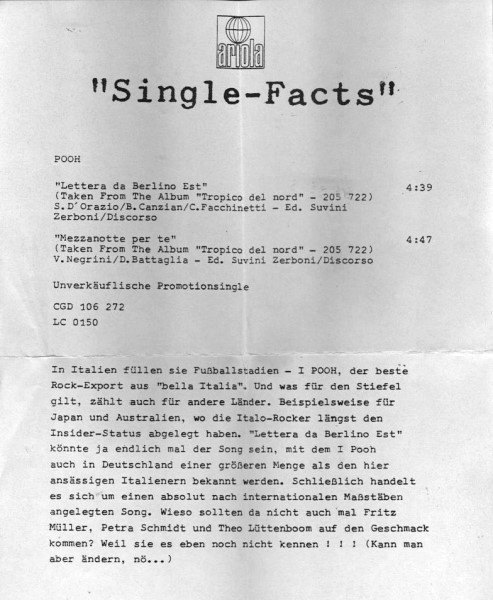 ariola
"Single-Facts"
POOH
"Lettera da Berlino Est" 4:39
(Taken From The Album "Tropico del nord" - 205 722)
S.D'Orazio/B.Canzian/C.Facchinetti - Ed. Suvini
Zerboni/Discorso
"Mezzanotte per te" 4:47
(Taken From The Album "Tropico del nord" - 205 722)
V.Negrini/D.Battaglia - Ed. Suvini Zerboni/Discorso
Unverkäuflische Promotionsingle
CGD 106 272
LC 0150
In Italien füllen sie Fußballstadien - I POOH, der beste
Rock-Export aus "bella Italia". Und was für den Stiefel
gilt, zählt auch für andere Länder. Beispielsweise für
Japan und Australien, wo die Italo-Rocker längst den
Insider-Status abgelegt haben. "Lettera da Berlino Est"
könnte ja endlich mal der Song sein, mit dem I Pooh
auch in Deutschland einer größeren Menge als den hier
ansässigen Italienern bekannt werden. Schließlich handelt
es sich um einen absolut nach internationalen Maßstäben
angelegten Song. Wieso sollten da nicht auch mal Fritz
Müller, Petra Schmidt und Theo Lüttenboom auf den Geschmack
kommen? Weil sie es eben noch nicht kennen ! ! ! (Kann man
aber ändern, nö...)